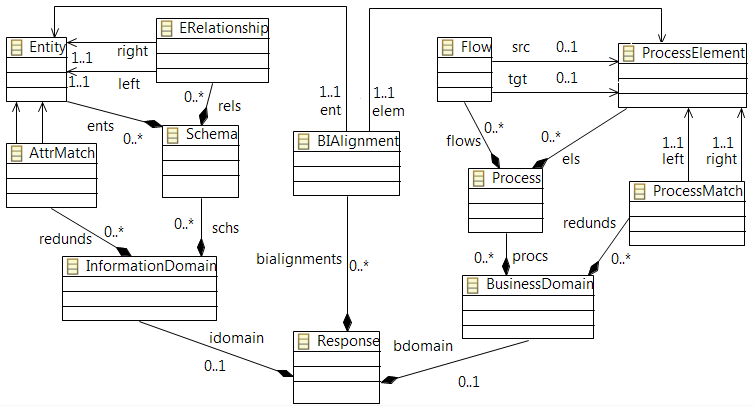 Entity
ERelationship
Flow
src
0..1
ProcessElement
1..1
right
tgt
0..1
1..1
left
0..*
rels
1..1
ent
1..1
elem
ents
0..*
Schema
BIAlignment
flows
0..*
els
0..*
1..1
left
1..1
right
AttrMatch
Process
ProcessMatch
redunds
0..*
0..*
schs
bialignments
0..*
0..*
procs
redunds
0..*
InformationDomain
BusinessDomain
idomain
0..1
Response
bdomain
0..1